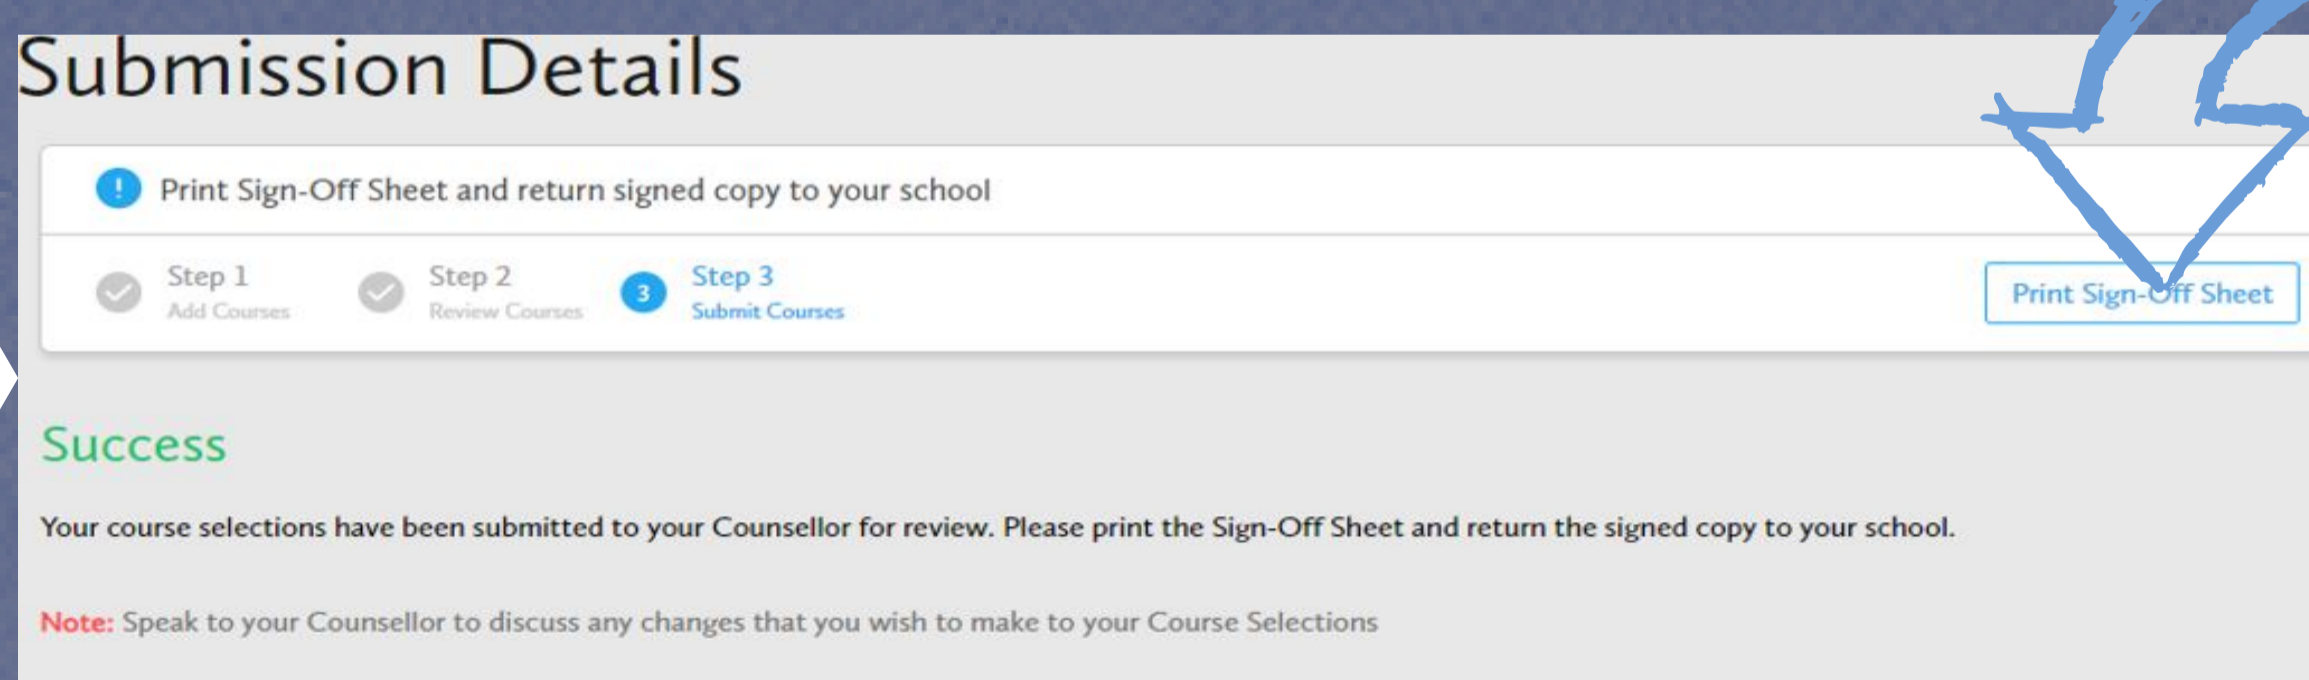 Submission Details
! Print Sign-Off Sheet and return signed copy to your school
Step 1
Add Courses
Step 2
Review Courses
3 Step 3
Submit Courses
Print Sign-Off Sheet
Success
Your course selections have been submitted to your Counsellor for review. Please print the Sign-Off Sheet and return the signed copy to your school.
Note: Speak to your Counsellor to discuss any changes that you wish to make to your Course Selections